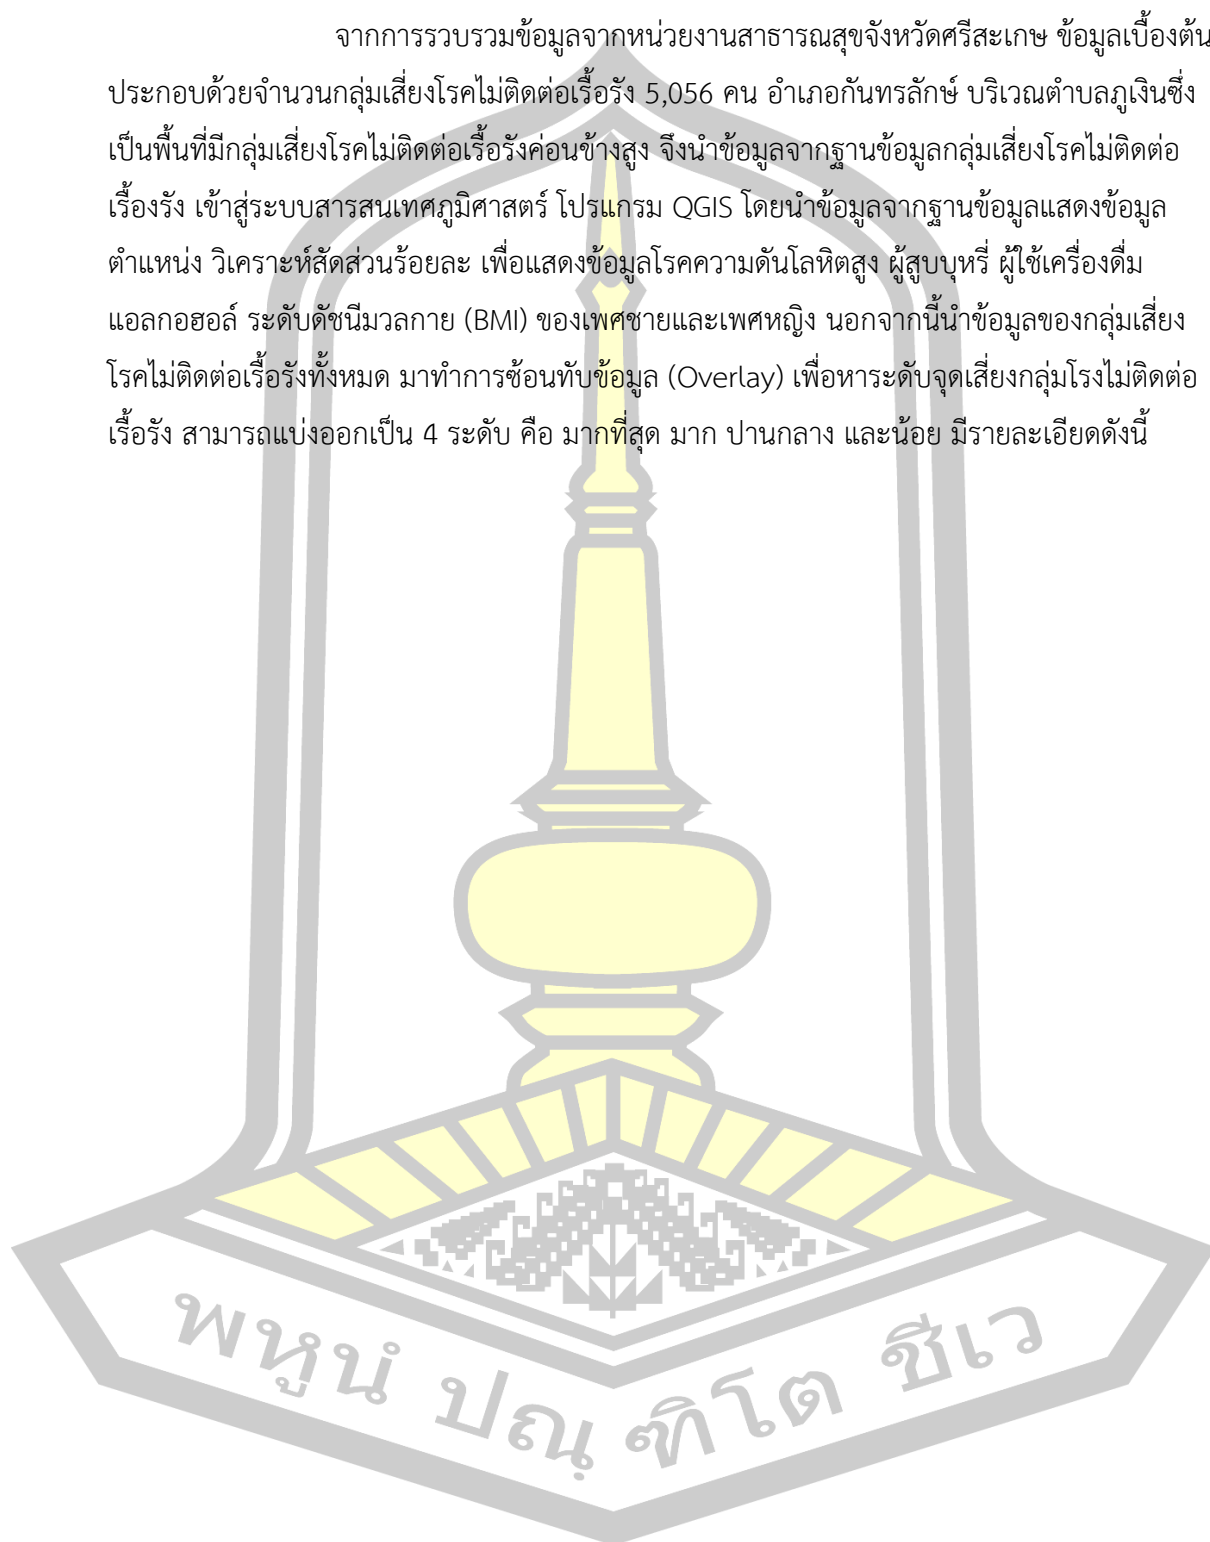 จากการรวบรวมข้อมูลจากหน่วยงานสาธารณสุขจังหวัดศรีสะเกษ ข้อมูลเบื้องต้น
ประกอบด้วยจำนวนกลุ่มเสี่ยงโรคไม่ติดต่อเรื้อรัง 5,056 คน อำเภอกันทรลักษ์ บริเวณตำบลภูเงินซึ่ง
เป็นพื้นที่มีกลุ่มเสี่ยงโรคไม่ติดต่อเรื้อรังค่อนข้างสูง จึงนำข้อมูลจากฐานข้อมูลกลุ่มเสี่ยงโรคไม่ติดต่อ
เรื้องรัง เข้าสู่ระบบสารสนเทศภูมิศาสตร์ โปรแกรม QGIS โดยนำข้อมูลจากฐานข้อมูลแสดงข้อมูล
ตำแหน่ง วิเคราะห์สัดส่วนร้อยละ เพื่อแสดงข้อมูลโรคความดันโลหิตสูง ผู้สูบบุหรี่ ผู้ใช้เครื่องดื่ม
แอลกอฮอล์ ระดับดัชนีมวลกาย (BMI) ของเพศชายและเพศหญิง นอกจากนี้นำข้อมูลของกลุ่มเสี่ยง
โรคไม่ติดต่อเรื้อรังทั้งหมด มาทำการซ้อนทับข้อมูล (Overlay) เพื่อหาระดับจุดเสี่ยงกลุ่มโรงไม่ติดต่อ
เรื้อรัง สามารถแบ่งออกเป็น 4 ระดับ คือ มากที่สุด มาก ปานกลาง และน้อย มีรายละเอียดดังนี้
พหูนํ ปณฺฑิโต ชีเว